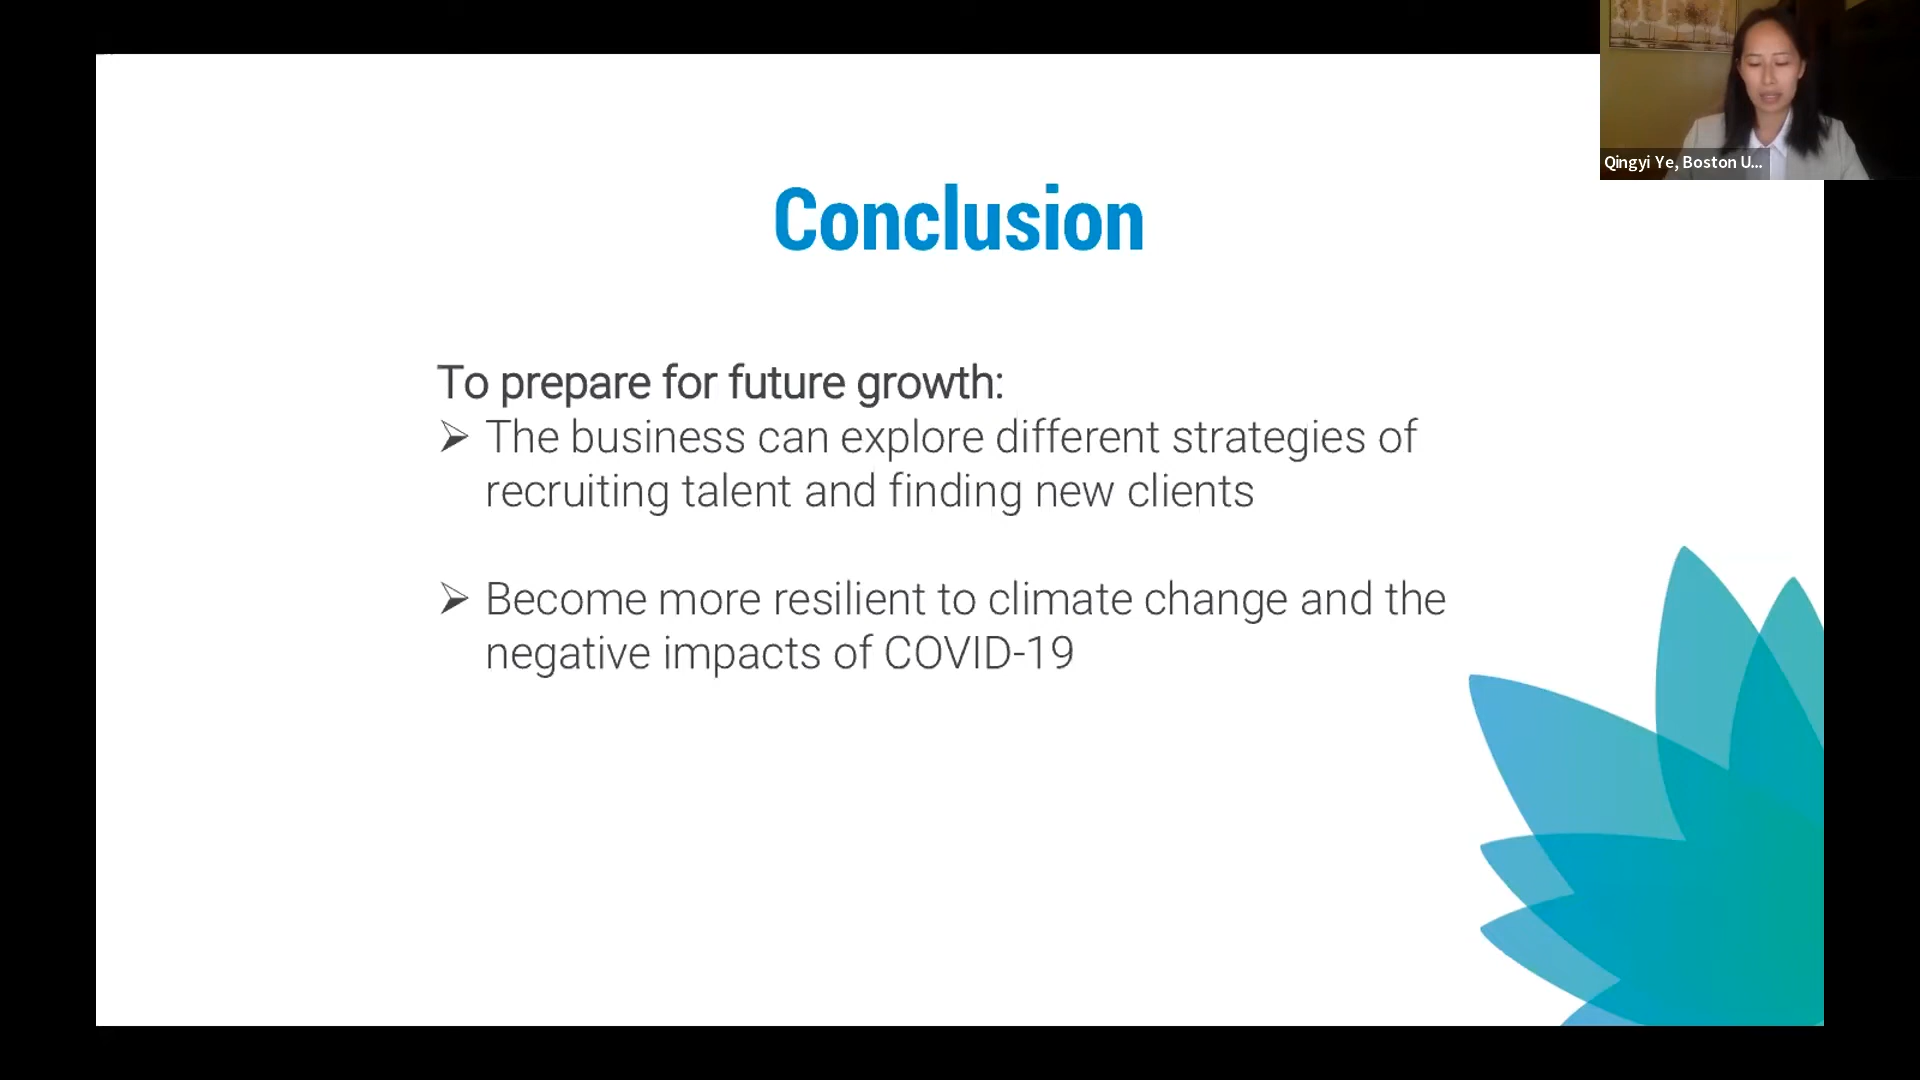 Qingyi Ye, Boston U...
Conclusion
To prepare for future growth:
➢ The business can explore different strategies of
recruiting talent and finding new clients
➢ Become more resilient to climate change and the
negative impacts of COVID-19